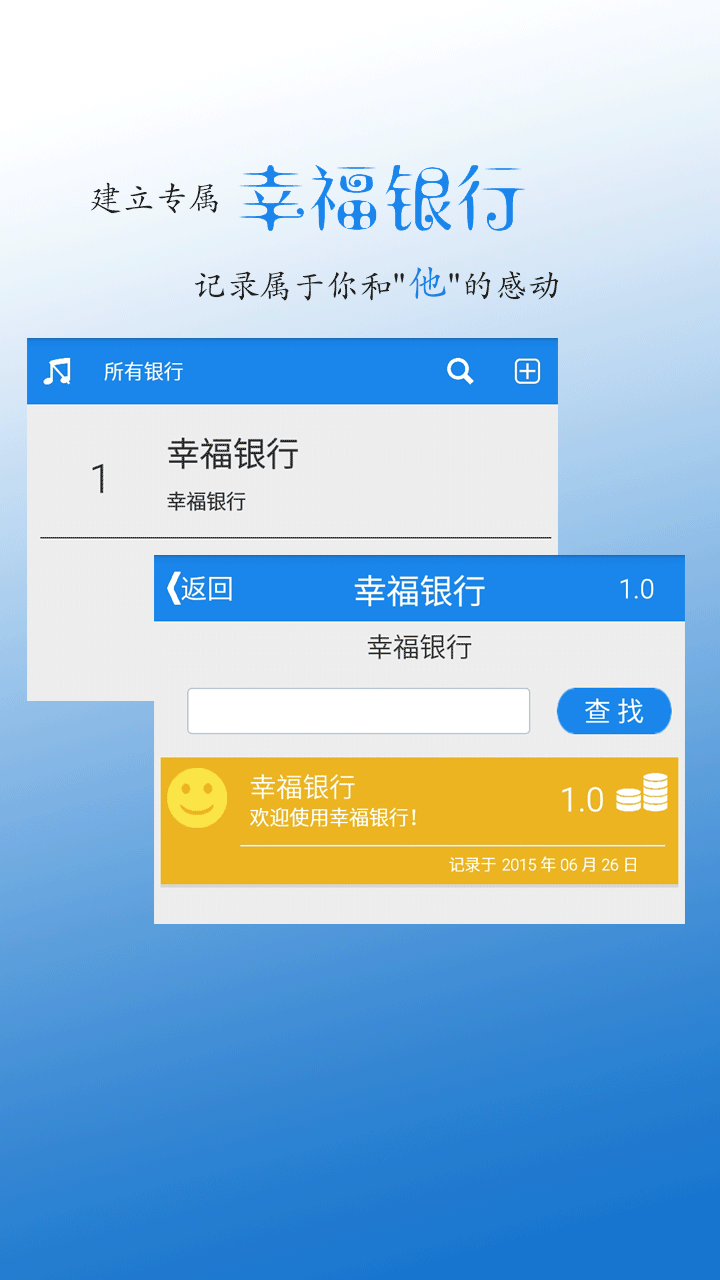 建立专属 幸福银行
记录属于你和"他"的感动
所有银行
1
幸福银行
幸福银行
返回 幸福银行 1.0
幸福银行
查 找
幸福银行
欢迎使用幸福银行!
1.0
记录于 2015 年 06 月 26 日